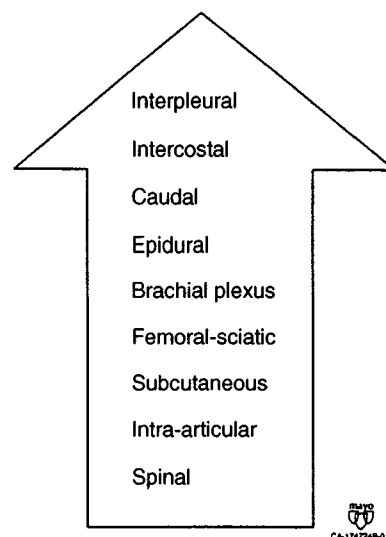 Interpleural
Intercostal
Caudal
Epidural
Brachial plexus
Femoral-sciatic
Subcutaneous
Intra-articular
Spinal
mayo